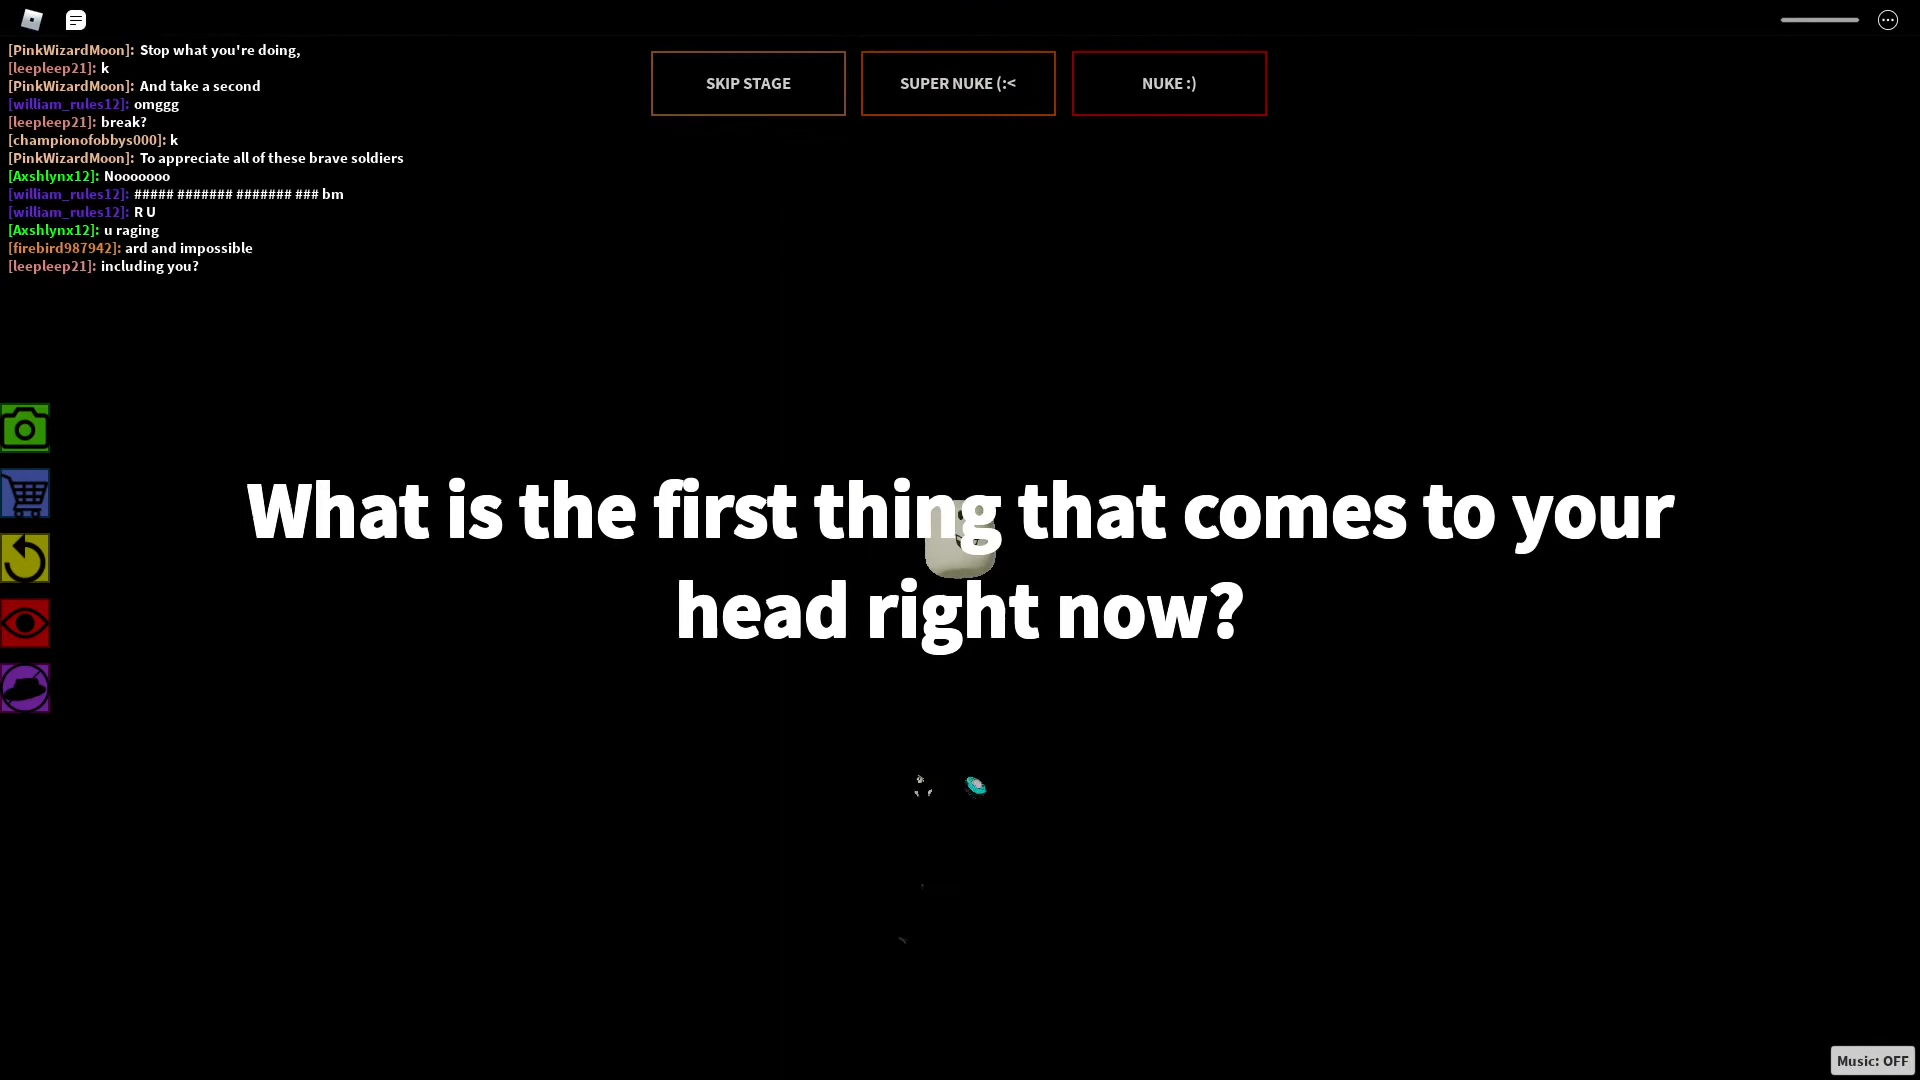 [PinkWizardMoon]: Stop what you're doing,
[leepleep21]: k
[PinkWizardMoon]: And take a second
[william_rules12]: omggg
[leepleep21]: break?
[championofobbys000]: k
[PinkWizardMoon]: To appreciate all of these brave soldiers
[Axshlynx12]: Nooooooo
[william_rules12]: ##### ####### ####### ### bm
[william_rules12]: R U
[Axshlynx12]: u raging
[firebird987942]: ard and impossible
[leepleep21]: including you?
SKIP STAGE
SUPER NUKE (:<
NUKE :)
What is the first thing that comes to your
head right now?
Music: OFF